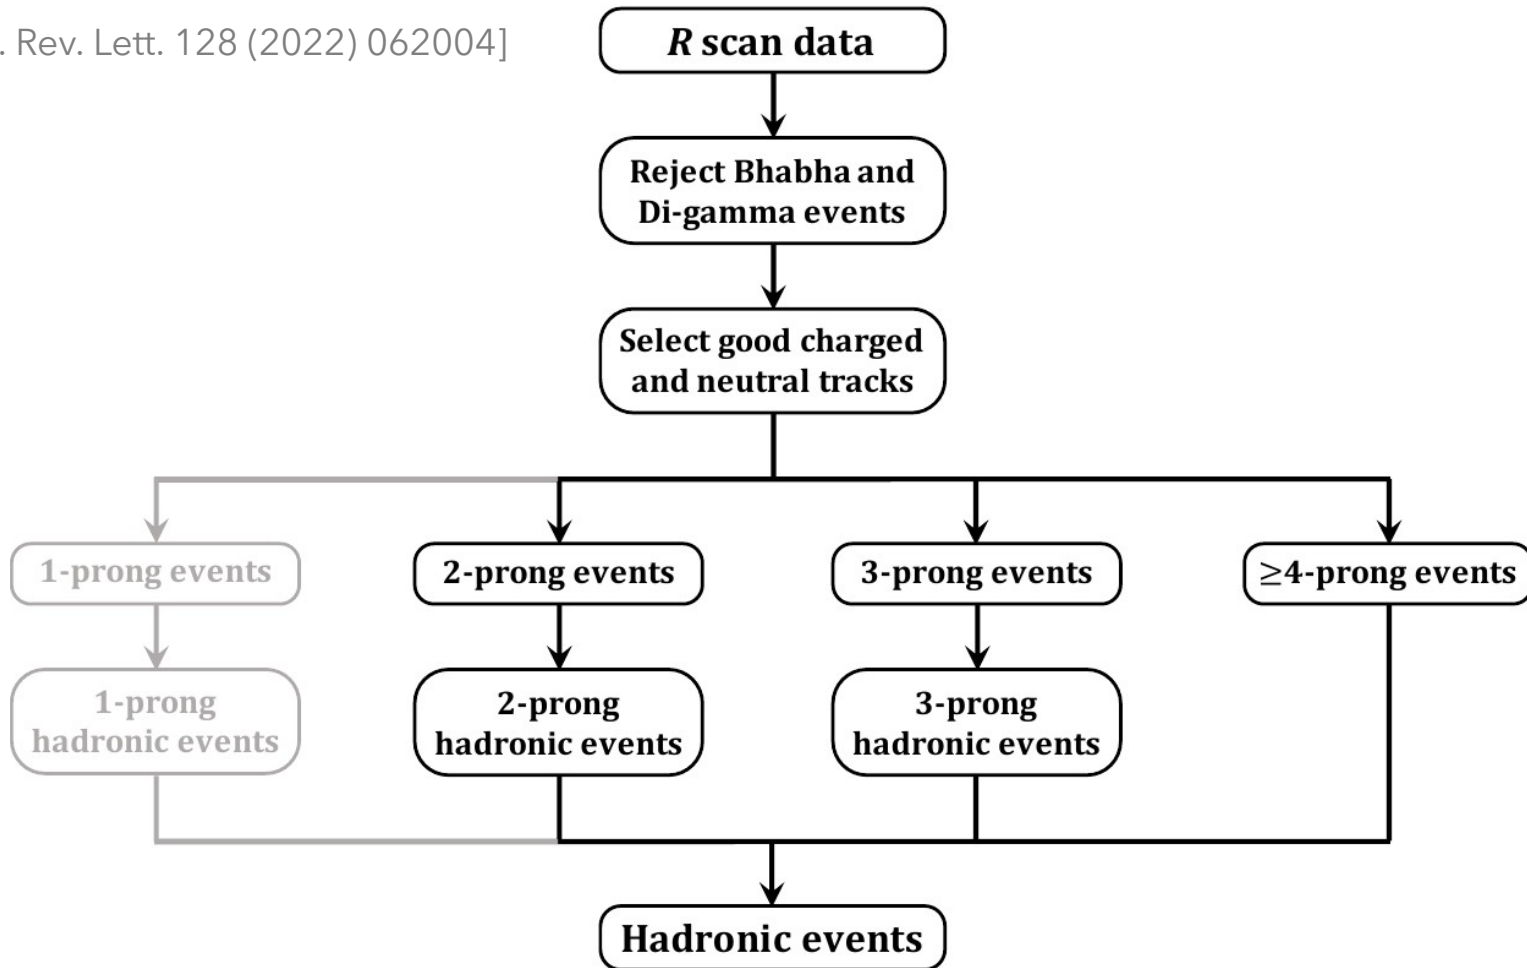 . Rev. Lett. 128 (2022) 062004]
R scan data
Reject Bhabha and
Di-gamma events
Select good charged
and neutral tracks
1-prong events
2-prong events
3-prong events
≥4-prong events
1-prong
hadronic events
2-prong
hadronic events
3-prong
hadronic events
Hadronic events